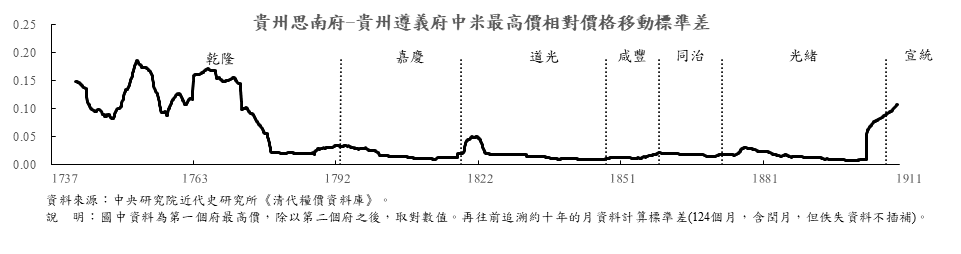 貴州思南府-貴州遵義府中米最高價相對價格移動標準差
0.25
0.20
0.15
0.10
0.05
0.00
乾隆 嘉慶 道光 咸豐 同治 光緒 宣統
1737 1763 1792 1822 1851 1881 1911
資料來源：中央研究院近代史研究所《清代糧價資料庫》。
說　明：圖中資料為第一個府最高價，除以第二個府之後，取對數值。再往前追溯約十年的月資料計算標準差(124個月，含閏月，但佚失資料不插補)。